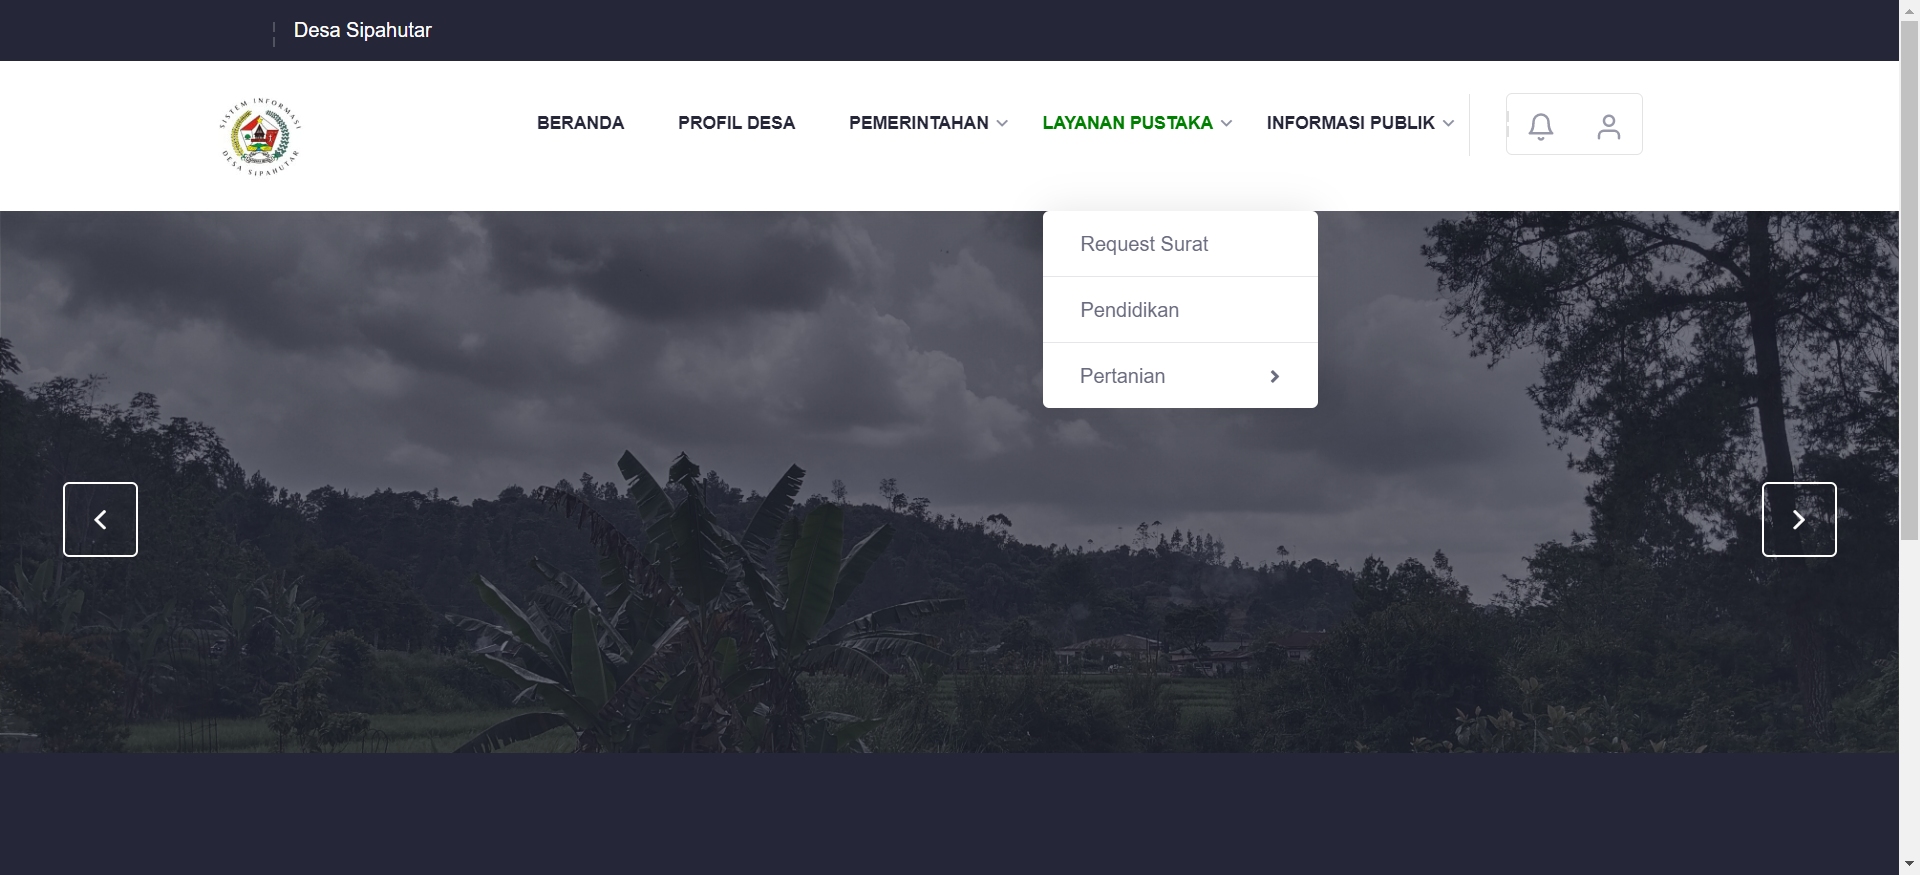 Desa Sipahutar
SISTEM INFORMASI
DESA SIPAHUTAR
BERANDA
PROFIL DESA
PEMERINTAHAN
LAYANAN PUSTAKA
INFORMASI PUBLIK
Request Surat
Pendidikan
Pertanian